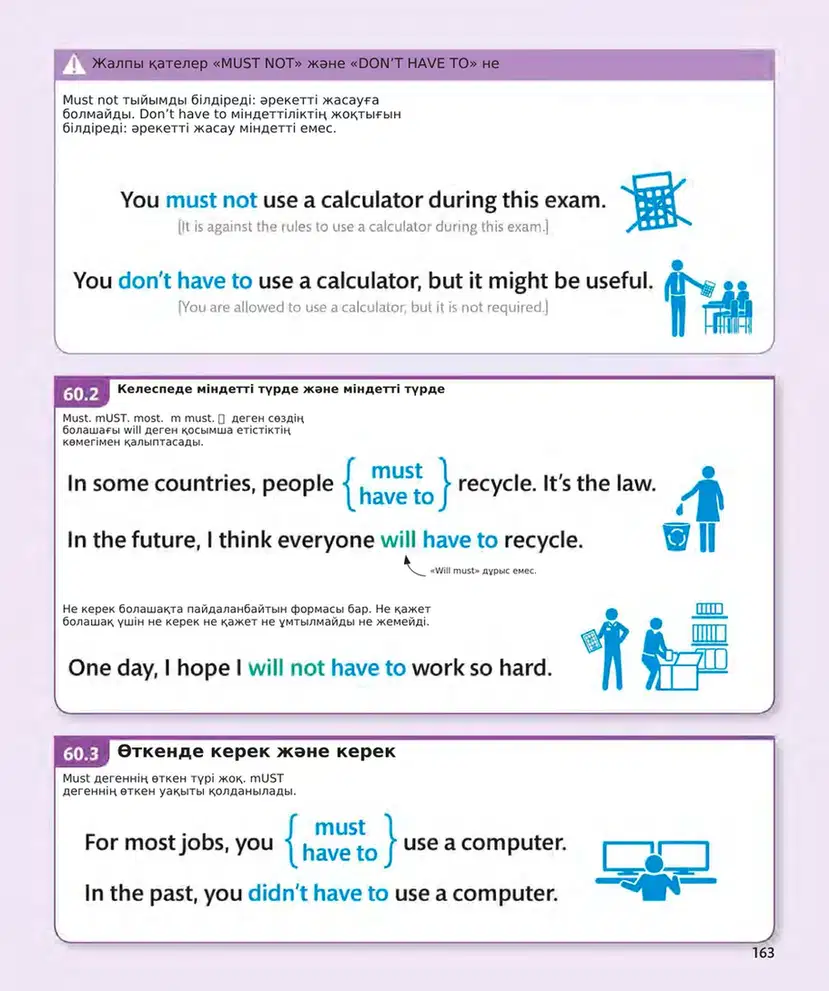 Жалпы қателер «MUST NOT» және «DON’T HAVE TO» не
Must not тыйымды білдіреді: әрекетті жасауға
болмайды. Don’t have to міндеттіліктің жоқтығын
білдіреді: әрекетті жасау міндетті емес.
You must not use a calculator during this exam.
[It is against the rules to use a calculator during this exam.]
You don’t have to use a calculator, but it might be useful.
[You are allowed to use a calculator, but it is not required.]
60.2 Келеспеде міндетті түрде және міндетті түрде
Must. mUST. most. m must. деген сөздің
болашағы will деген қосымша етістіктің
көмегімен қалыптасады.
In some countries, people { must / have to } recycle. It’s the law.
In the future, I think everyone will have to recycle.
«Will must» дұрыс емес.
Не керек болашақта пайдаланбайтын формасы бар. Не қажет
болашақ үшін не керек не қажет не ұмтылмайды не жемейді.
One day, I hope I will not have to work so hard.
60.3 Өткенде керек және керек
Must дегеннің өткен түрі жоқ. mUST
дегеннің өткен уақыты қолданылады.
For most jobs, you { must / have to } use a computer.
In the past, you didn’t have to use a computer.
163